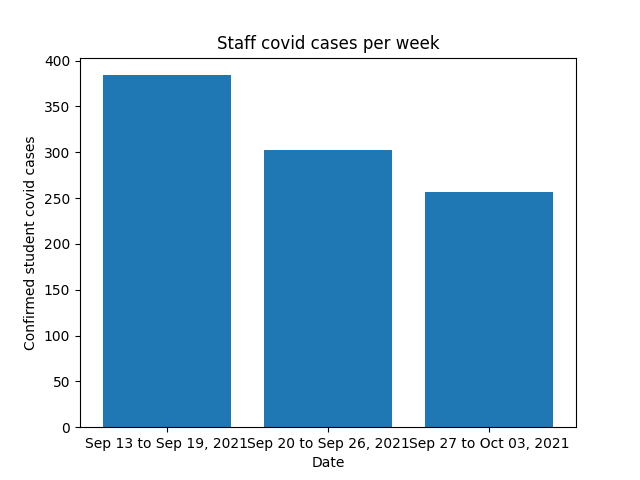 Staff covid cases per week
400
350
300
250
200
150
100
50
0
Confirmed student covid cases
Sep 13 to Sep 19, 2021 Sep 20 to Sep 26, 2021 Sep 27 to Oct 03, 2021
Date